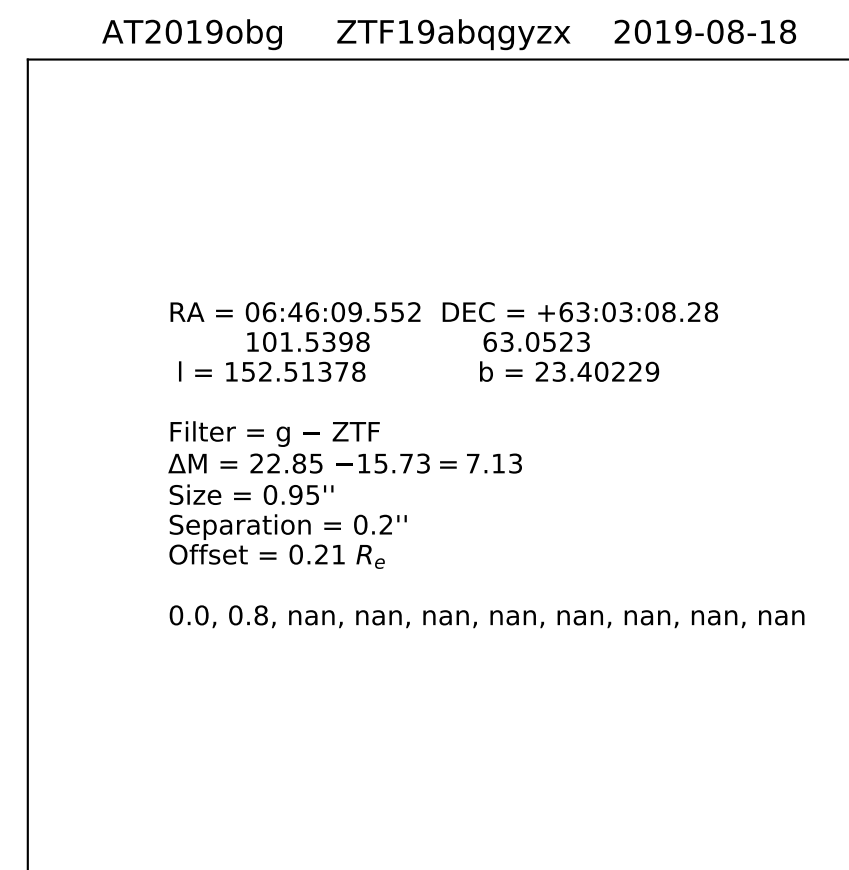 AT2019obg ZTF19abqgyzx 2019-08-18
RA = 06:46:09.552 DEC = +63:03:08.28
101.5398 63.0523
l = 152.51378 b = 23.40229
Filter = g − ZTF
ΔM = 22.85 −15.73 = 7.13
Size = 0.95''
Separation = 0.2''
Offset = 0.21 Re
0.0, 0.8, nan, nan, nan, nan, nan, nan, nan, nan